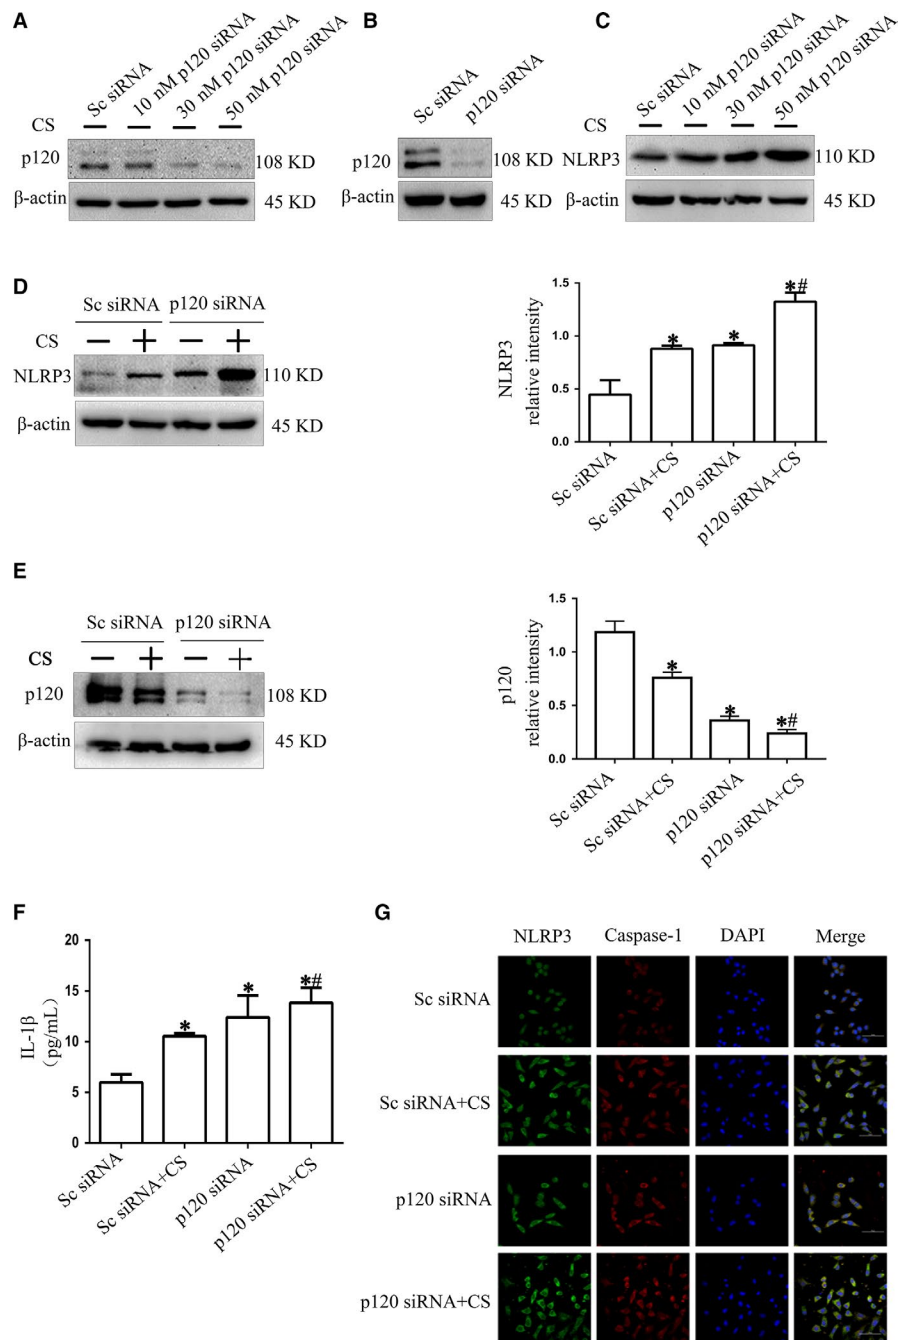 A
B
C
Sc siRNA
10 nM p120 siRNA
30 nM p120 siRNA
50 nM p120 siRNA
Sc siRNA
p120 siRNA
Sc siRNA
10 nM p120 siRNA
30 nM p120 siRNA
50 nM p120 siRNA
CS
p120
108 KD
β-actin
45 KD
p120
108 KD
β-actin
45 KD
CS
NLRP3
110 KD
β-actin
45 KD
D
Sc siRNA
p120 siRNA
CS − + − +
NLRP3
110 KD
β-actin
45 KD
NLRP3
relative intensity
1.5
1.0
0.5
0.0
*
*
*#
Sc siRNA
Sc siRNA+CS
p120 siRNA
p120 siRNA+CS
E
Sc siRNA
p120 siRNA
CS − + − +
p120
108 KD
β-actin
45 KD
p120
relative intensity
1.5
1.0
0.5
0.0
*
*
*#
Sc siRNA
Sc siRNA+CS
p120 siRNA
p120 siRNA+CS
F
IL-1β
(pg/mL)
20
15
10
5
0
*
*
*#
Sc siRNA
Sc siRNA+CS
p120 siRNA
p120 siRNA+CS
G
NLRP3
Caspase-1
DAPI
Merge
Sc siRNA
Sc siRNA+CS
p120 siRNA
p120 siRNA+CS